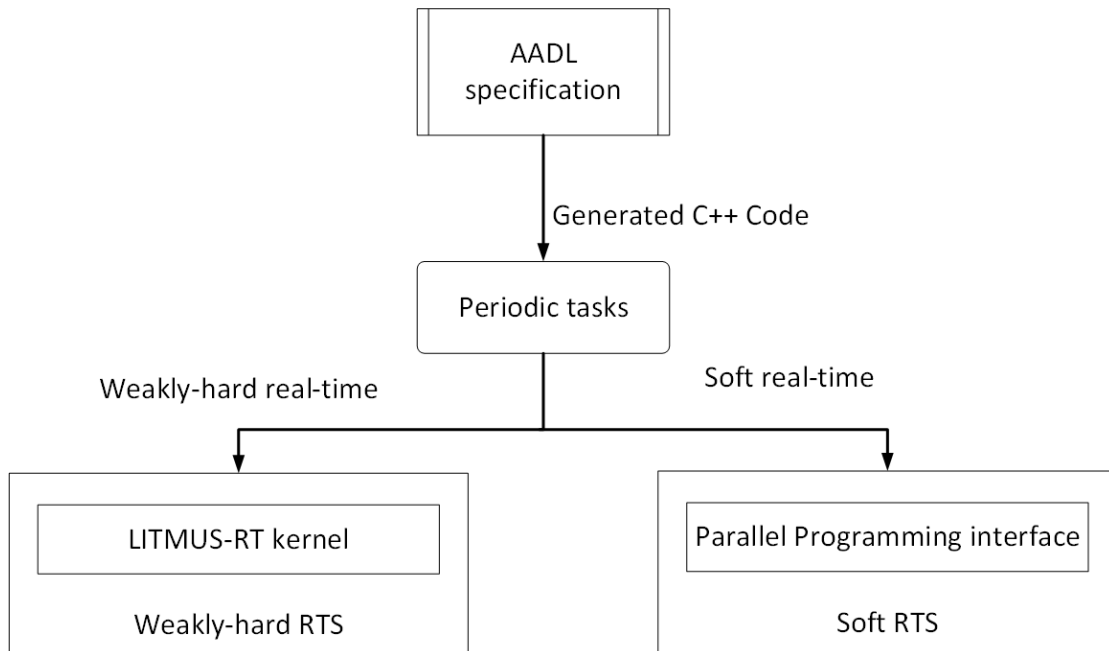 AADL
specification
Generated C++ Code
Periodic tasks
Weakly-hard real-time
Soft real-time
LITMUS-RT kernel
Parallel Programming interface
Weakly-hard RTS
Soft RTS